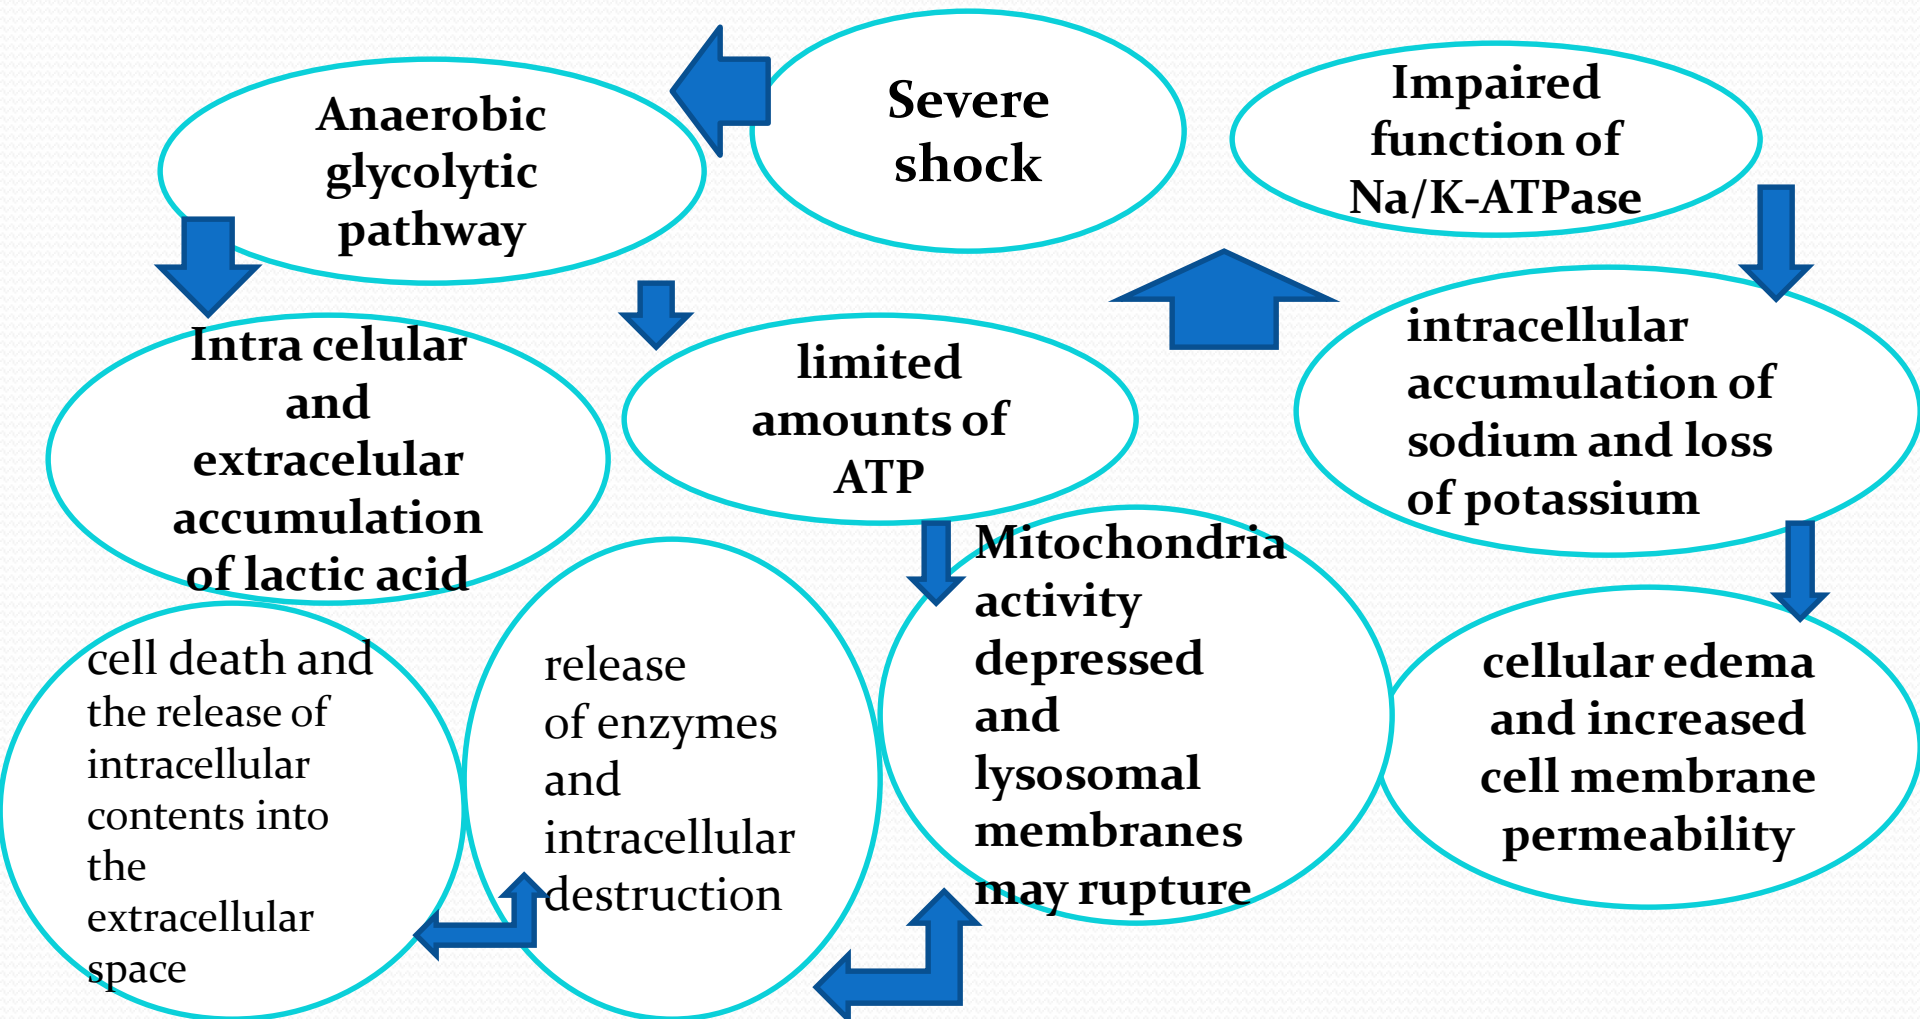 Severe
shock
Anaerobic
glycolytic
pathway
Impaired
function of
Na/K-ATPase
Intra celular
and
extracelular
accumulation
of lactic acid
limited
amounts of
ATP
intracellular
accumulation of
sodium and loss
of potassium
cell death and
the release of
intracellular
contents into
the
extracellular
space
release
of enzymes
and
intracellular
destruction
Mitochondria
activity
depressed
and
lysosomal
membranes
may rupture
cellular edema
and increased
cell membrane
permeability